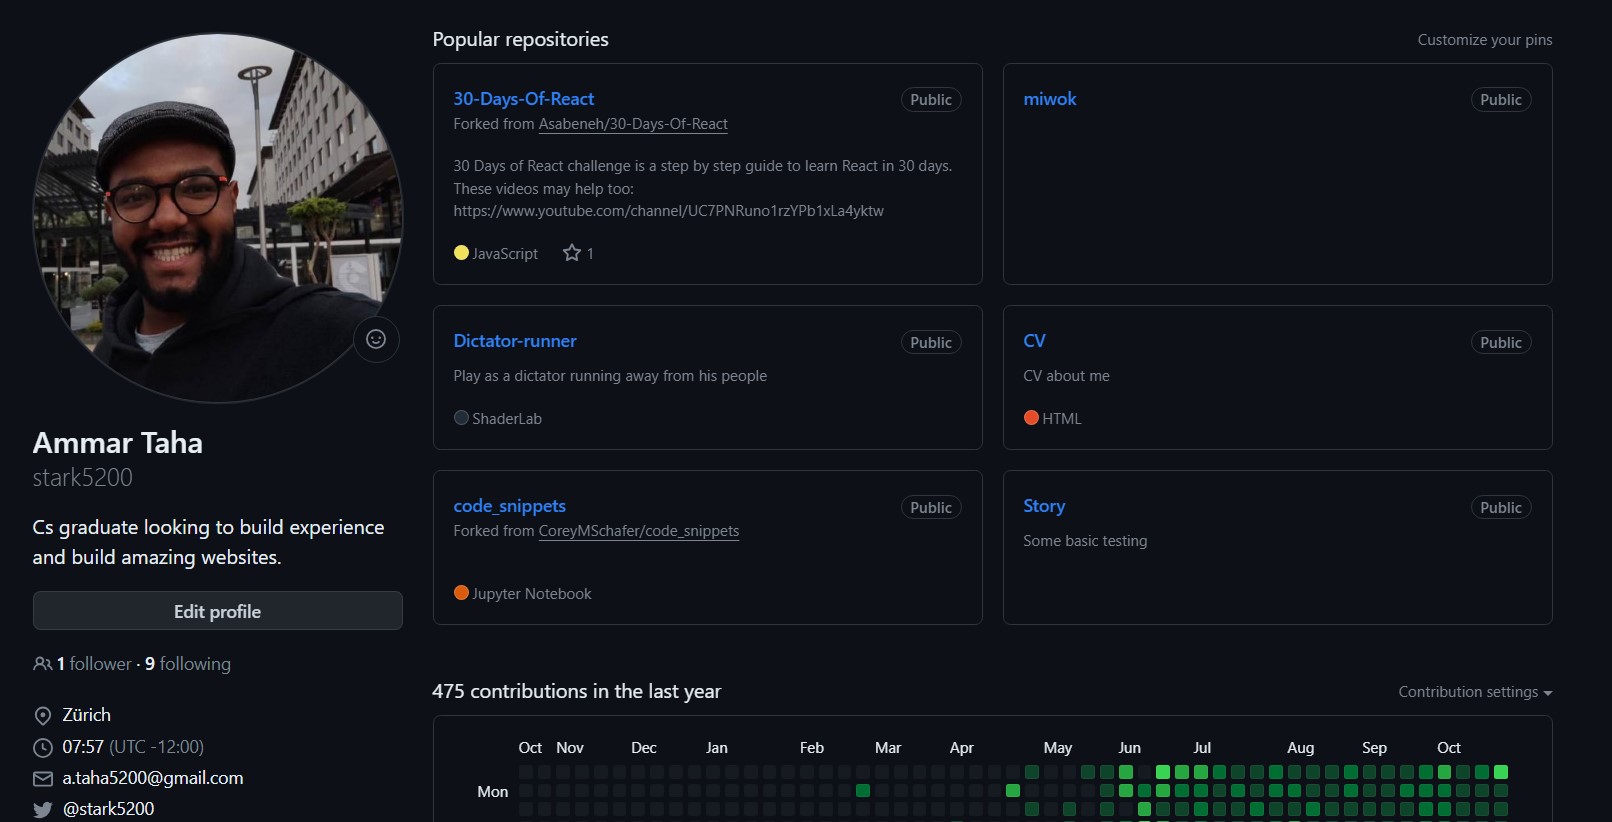 Popular repositories
Customize your pins
30-Days-Of-React
Public
Forked from Asabeneh/30-Days-Of-React
30 Days of React challenge is a step by step guide to learn React in 30 days.
These videos may help too:
https://www.youtube.com/channel/UC7PNRuno1rzYPb1xLa4yktw
JavaScript
1
miwok
Public
Dictator-runner
Public
Play as a dictator running away from his people
ShaderLab
CV
Public
CV about me
HTML
code_snippets
Public
Forked from CoreyMSchafer/code_snippets
Jupyter Notebook
Story
Public
Some basic testing
Ammar Taha
stark5200
Cs graduate looking to build experience
and build amazing websites.
Edit profile
1 follower · 9 following
Zürich
07:57 (UTC -12:00)
a.taha5200@gmail.com
@stark5200
475 contributions in the last year
Contribution settings
Oct Nov Dec Jan Feb Mar Apr May Jun Jul Aug Sep Oct
Mon